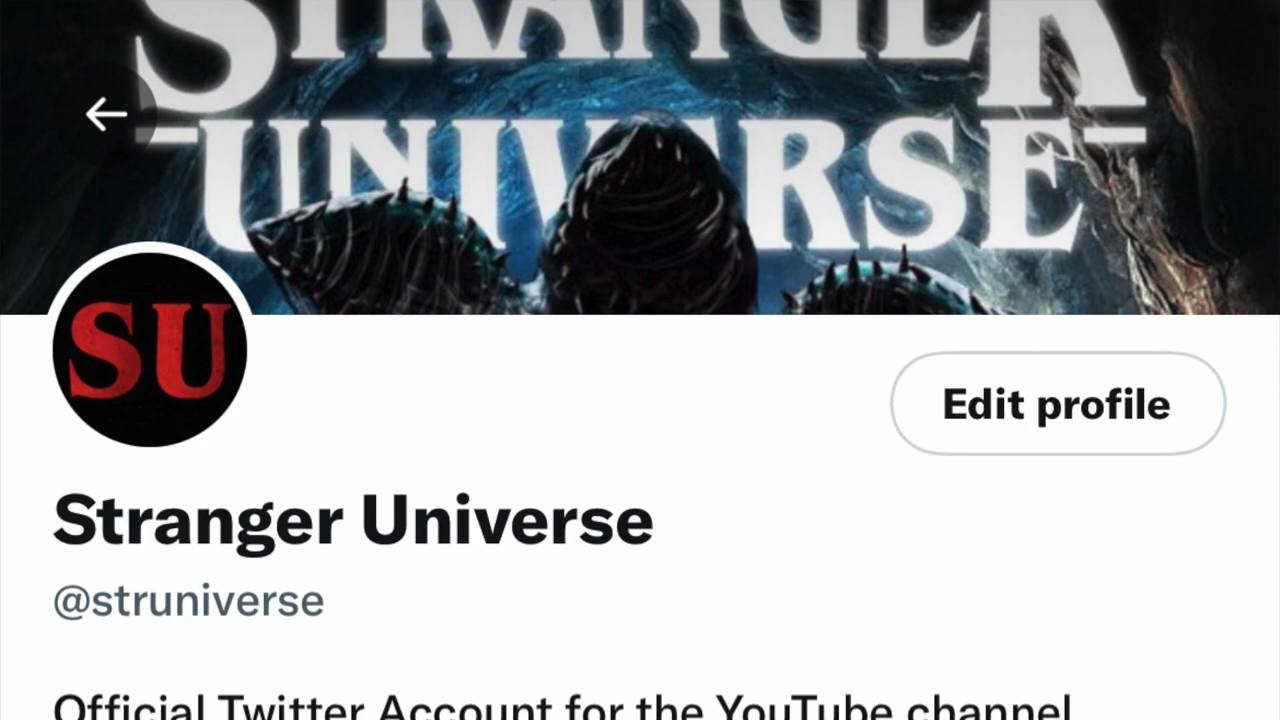 STRANGER
UNIVERSE
SU
Edit profile
Stranger Universe
@struniverse
Official Twitter Account for the YouTube channel